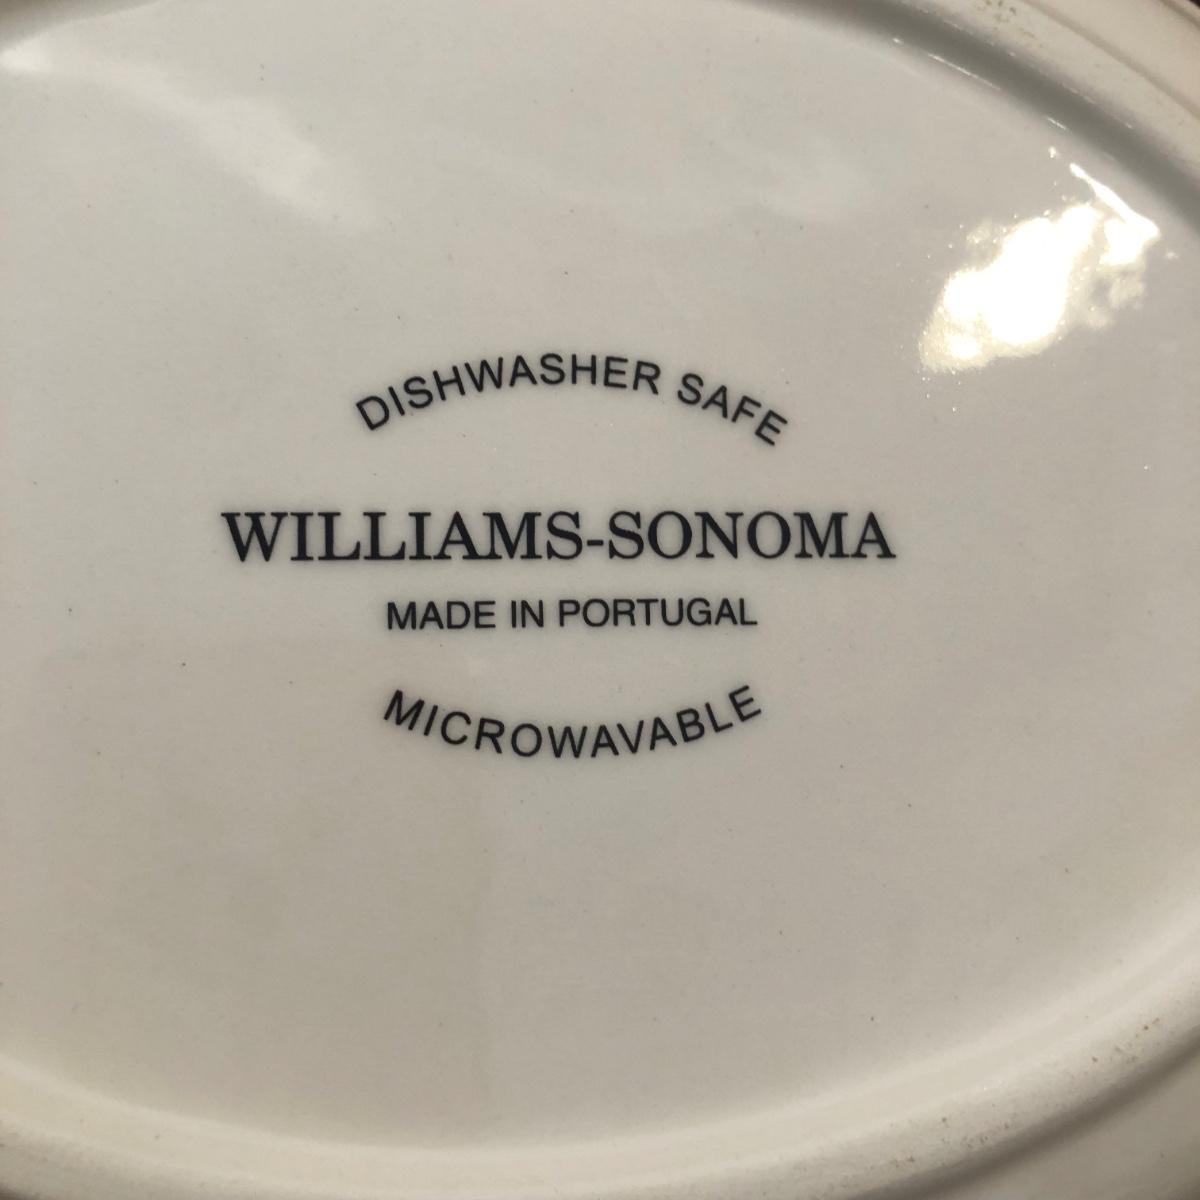 DISHWASHER SAFE
WILLIAMS-SONOMA
MADE IN PORTUGAL
MICROWAVABLE